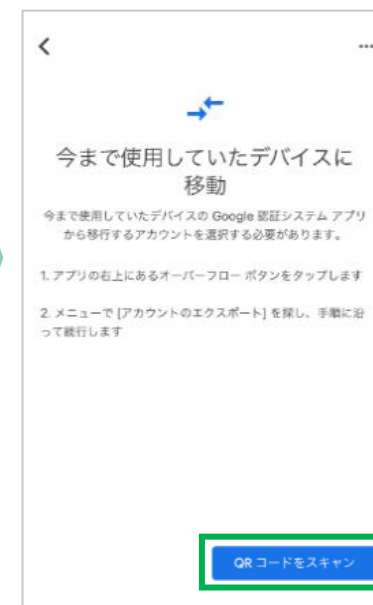 今まで使用していたデバイスに
移動
今まで使用していたデバイスの Google 認証システム アプリ
から移行するアカウントを選択する必要があります。
1. アプリの右上にあるオーバーフロー ボタンをタップします
2. メニューで [アカウントのエクスポート] を探し、手順に沿
って続行します
QR コードをスキャン